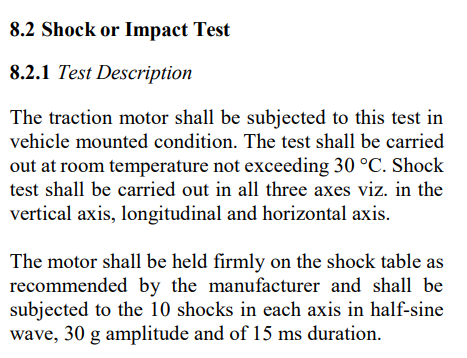 8.2 Shock or Impact Test
8.2.1 Test Description
The traction motor shall be subjected to this test in
vehicle mounted condition. The test shall be carried
out at room temperature not exceeding 30 °C. Shock
test shall be carried out in all three axes viz. in the
vertical axis, longitudinal and horizontal axis.
The motor shall be held firmly on the shock table as
recommended by the manufacturer and shall be
subjected to the 10 shocks in each axis in half-sine
wave, 30 g amplitude and of 15 ms duration.